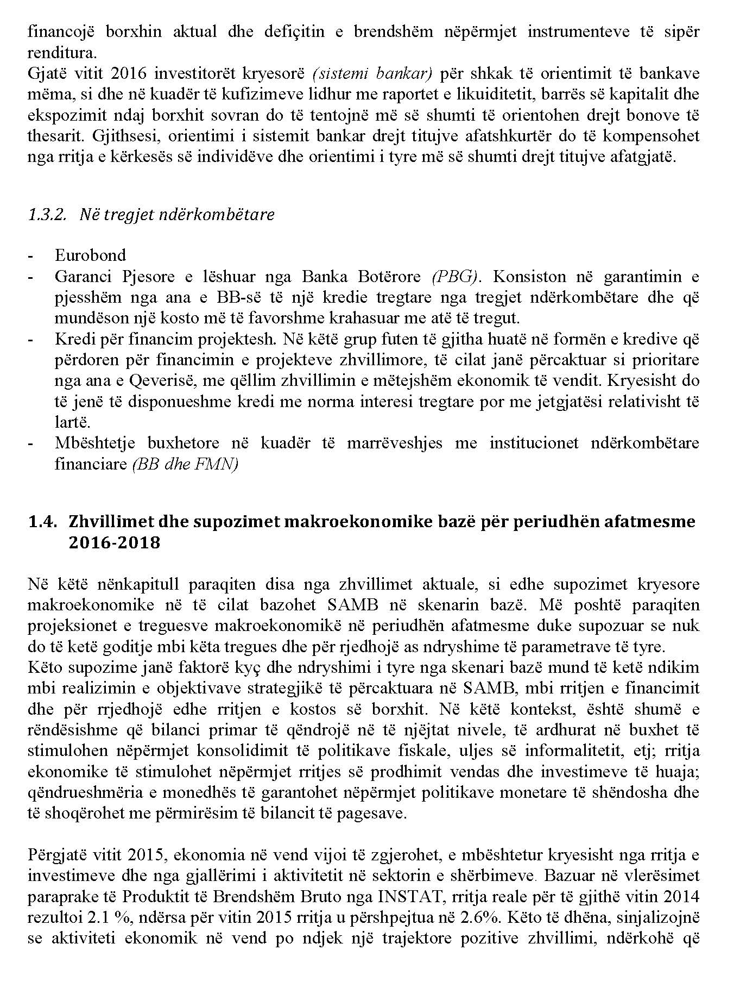 financojë borxhin aktual dhe defiçitin e brendshëm nëpërmjet instrumenteve të sipër
renditura.
Gjatë vitit 2016 investitorët kryesorë (sistemi bankar) për shkak të orientimit të bankave
mëma, si dhe në kuadër të kufizimeve lidhur me raportet e likuiditetit, barrës së kapitalit dhe
ekspozimit ndaj borxhit sovran do të tentojnë më së shumti të orientohen drejt bonove të
thesarit. Gjithsesi, orientimi i sistemit bankar drejt titujve afatshkurtër do të kompensohet
nga rritja e kërkesës së individëve dhe orientimi i tyre më së shumti drejt titujve afatgjatë.
1.3.2. Në tregjet ndërkombëtare
- Eurobond
- Garanci Pjesore e lëshuar nga Banka Botërore (PBG). Konsiston në garantimin e
pjesshëm nga ana e BB-së të një kredie tregtare nga tregjet ndërkombëtare dhe që
mundëson një kosto më të favorshme krahasuar me atë të tregut.
- Kredi për financim projektesh. Në këtë grup futen të gjitha huatë në formën e kredive që
përdoren për financimin e projekteve zhvillimore, të cilat janë përcaktuar si prioritare
nga ana e Qeverisë, me qëllim zhvillimin e mëtejshëm ekonomik të vendit. Kryesisht do
të jenë të disponueshme kredi me norma interesi tregtare por me jetgjatësi relativisht të
lartë.
- Mbështetje buxhetore në kuadër të marrëveshjes me institucionet ndërkombëtare
financiare (BB dhe FMN)
1.4. Zhvillimet dhe supozimet makroekonomike bazë për periudhën afatmesme
2016-2018
Në këtë nënkapitull paraqiten disa nga zhvillimet aktuale, si edhe supozimet kryesore
makroekonomike në të cilat bazohet SAMB në skenarin bazë. Më poshtë paraqiten
projeksionet e treguesve makroekonomikë në periudhën afatmesme duke supozuar se nuk
do të ketë goditje mbi këta tregues dhe për rjedhojë as ndryshime të parametrave të tyre.
Këto supozime janë faktorë kyç dhe ndryshimi i tyre nga skenari bazë mund të ketë ndikim
mbi realizimin e objektivave strategjikë të përcaktuara në SAMB, mbi rritjen e financimit
dhe për rrjedhojë edhe rritjen e kostos së borxhit. Në këtë kontekst, është shumë e
rëndësishme që bilanci primar të qëndrojë në të njëjtat nivele, të ardhurat në buxhet të
stimulohen nëpërmjet konsolidimit të politikave fiskale, uljes së informalitetit, etj; rritja
ekonomike të stimulohet nëpërmjet rritjes së prodhimit vendas dhe investimeve të huaja;
qëndrueshmëria e monedhës të garantohet nëpërmjet politikave monetare të shëndosha dhe
të shoqërohet me përmirësim të bilancit të pagesave.
Përgjatë vitit 2015, ekonomia në vend vijoi të zgjerohet, e mbështetur kryesisht nga rritja e
investimeve dhe nga gjallërimi i aktivitetit në sektorin e shërbimeve. Bazuar në vlerësimet
paraprake të Produktit të Brendshëm Bruto nga INSTAT, rritja reale për të gjithë vitin 2014
rezultoi 2.1 %, ndërsa për vitin 2015 rritja u përshpejtua në 2.6%. Këto të dhëna, sinjalizojnë
se aktiviteti ekonomik në vend po ndjek një trajektore pozitive zhvillimi, ndërkohë që